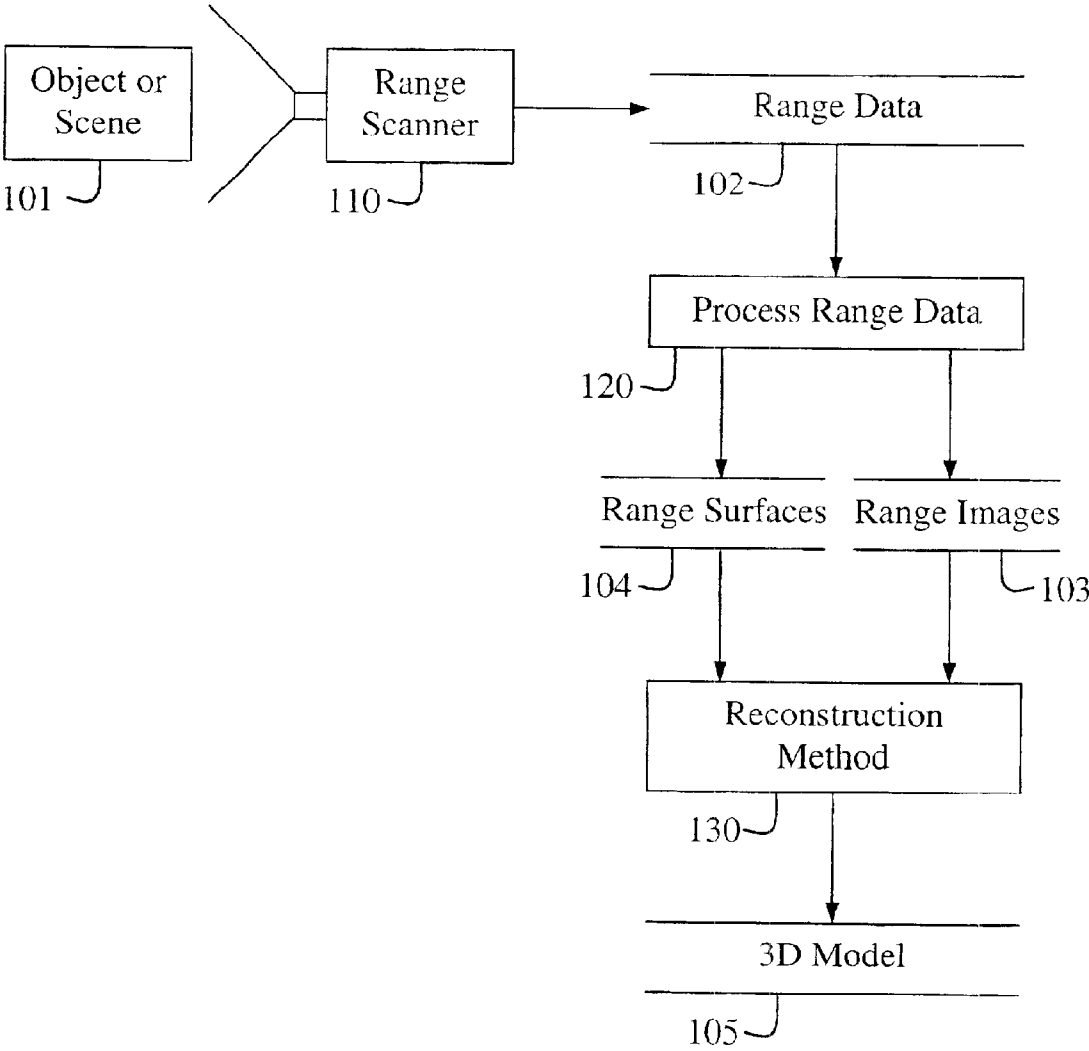 Object or
Scene
101
Range
Scanner
110
Range Data
102
Process Range Data
120
Range Surfaces
104
Range Images
103
Reconstruction
Method
130
3D Model
105